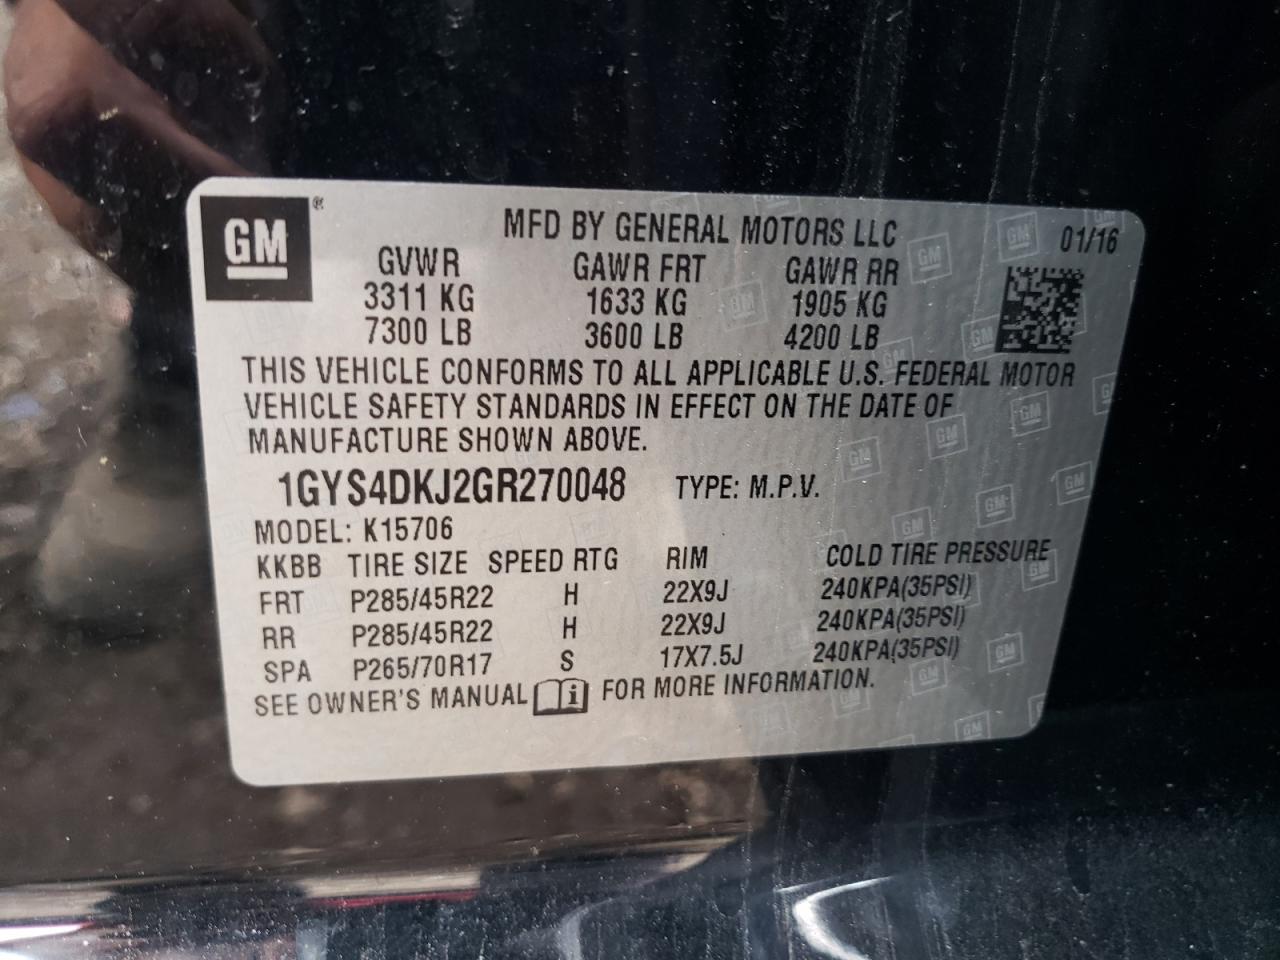 GM ®
MFD BY GENERAL MOTORS LLC 01/16
GVWR GAWR FRT GAWR RR
3311 KG 1633 KG 1905 KG
7300 LB 3600 LB 4200 LB
THIS VEHICLE CONFORMS TO ALL APPLICABLE U.S. FEDERAL MOTOR
VEHICLE SAFETY STANDARDS IN EFFECT ON THE DATE OF
MANUFACTURE SHOWN ABOVE.
1GYS4DKJ2GR270048 TYPE: M.P.V.
MODEL: K15706
KKBB TIRE SIZE SPEED RTG RIM COLD TIRE PRESSURE
FRT P285/45R22 H 22X9J 240KPA(35PSI)
RR P285/45R22 H 22X9J 240KPA(35PSI)
SPA P265/70R17 S 17X7.5J 240KPA(35PSI)
SEE OWNER'S MANUAL FOR MORE INFORMATION.